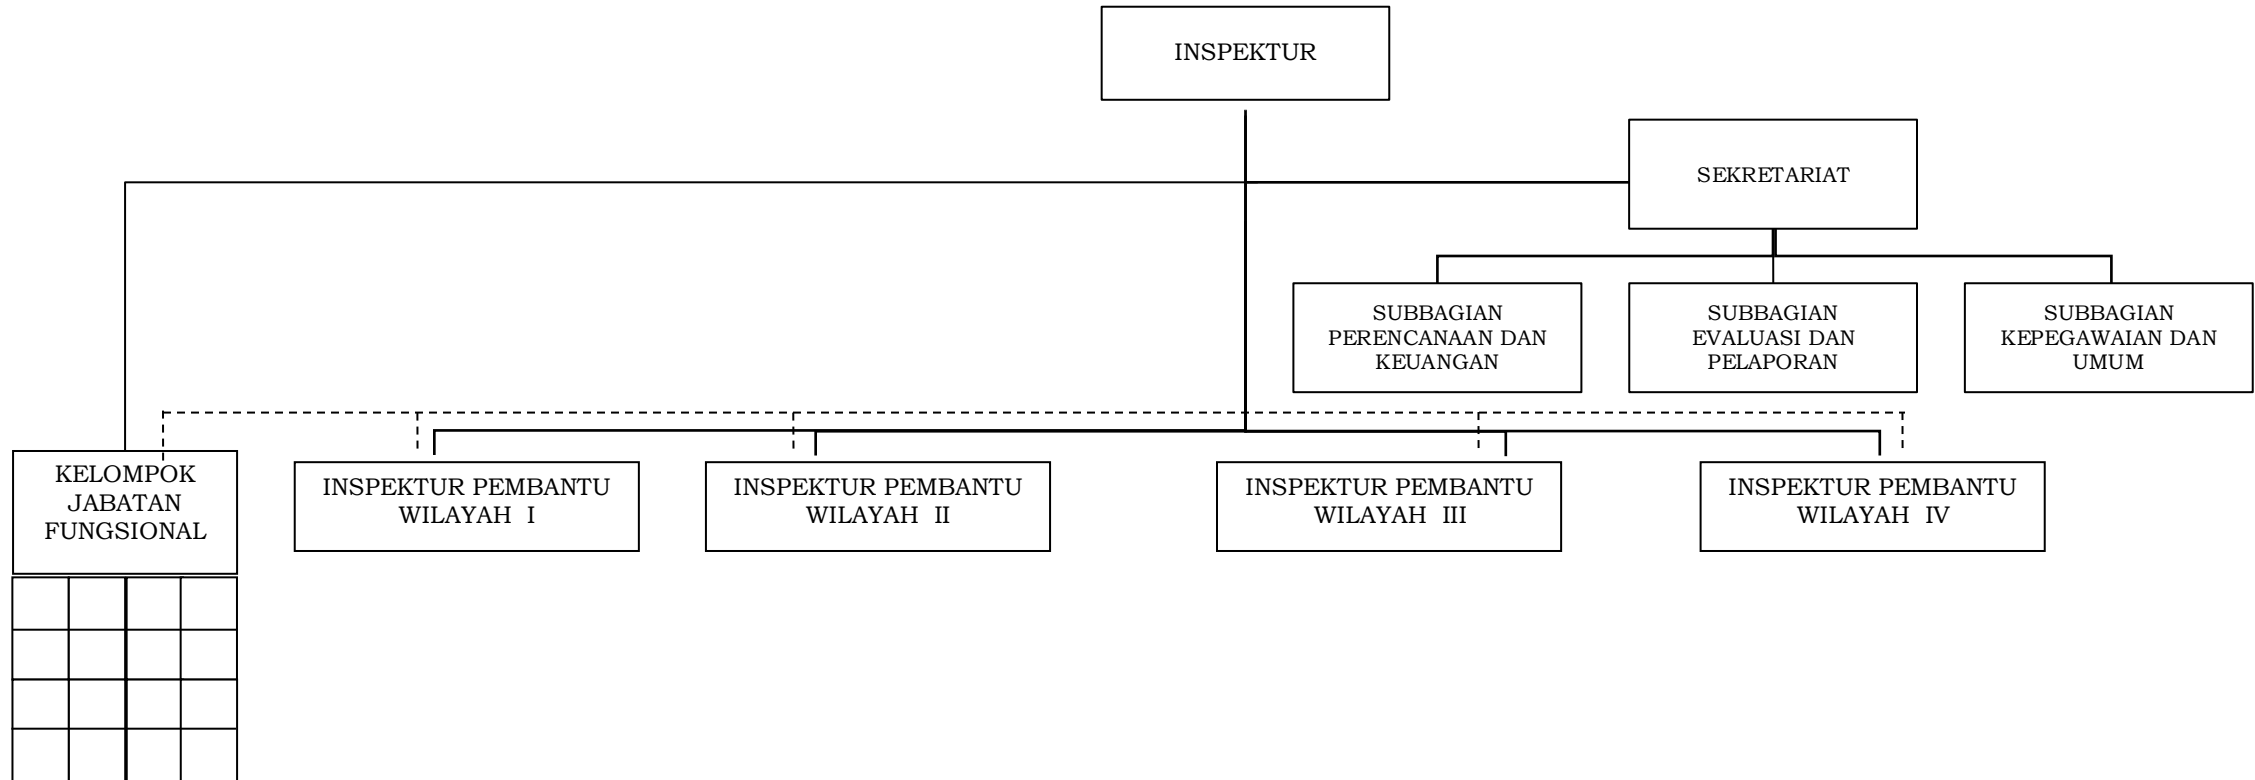 INSPEKTUR
SEKRETARIAT
SUBBAGIAN
PERENCANAAN DAN
KEUANGAN
SUBBAGIAN
EVALUASI DAN
PELAPORAN
SUBBAGIAN
KEPEGAWAIAN DAN
UMUM
KELOMPOK
JABATAN
FUNGSIONAL
INSPEKTUR PEMBANTU
WILAYAH I
INSPEKTUR PEMBANTU
WILAYAH II
INSPEKTUR PEMBANTU
WILAYAH III
INSPEKTUR PEMBANTU
WILAYAH IV